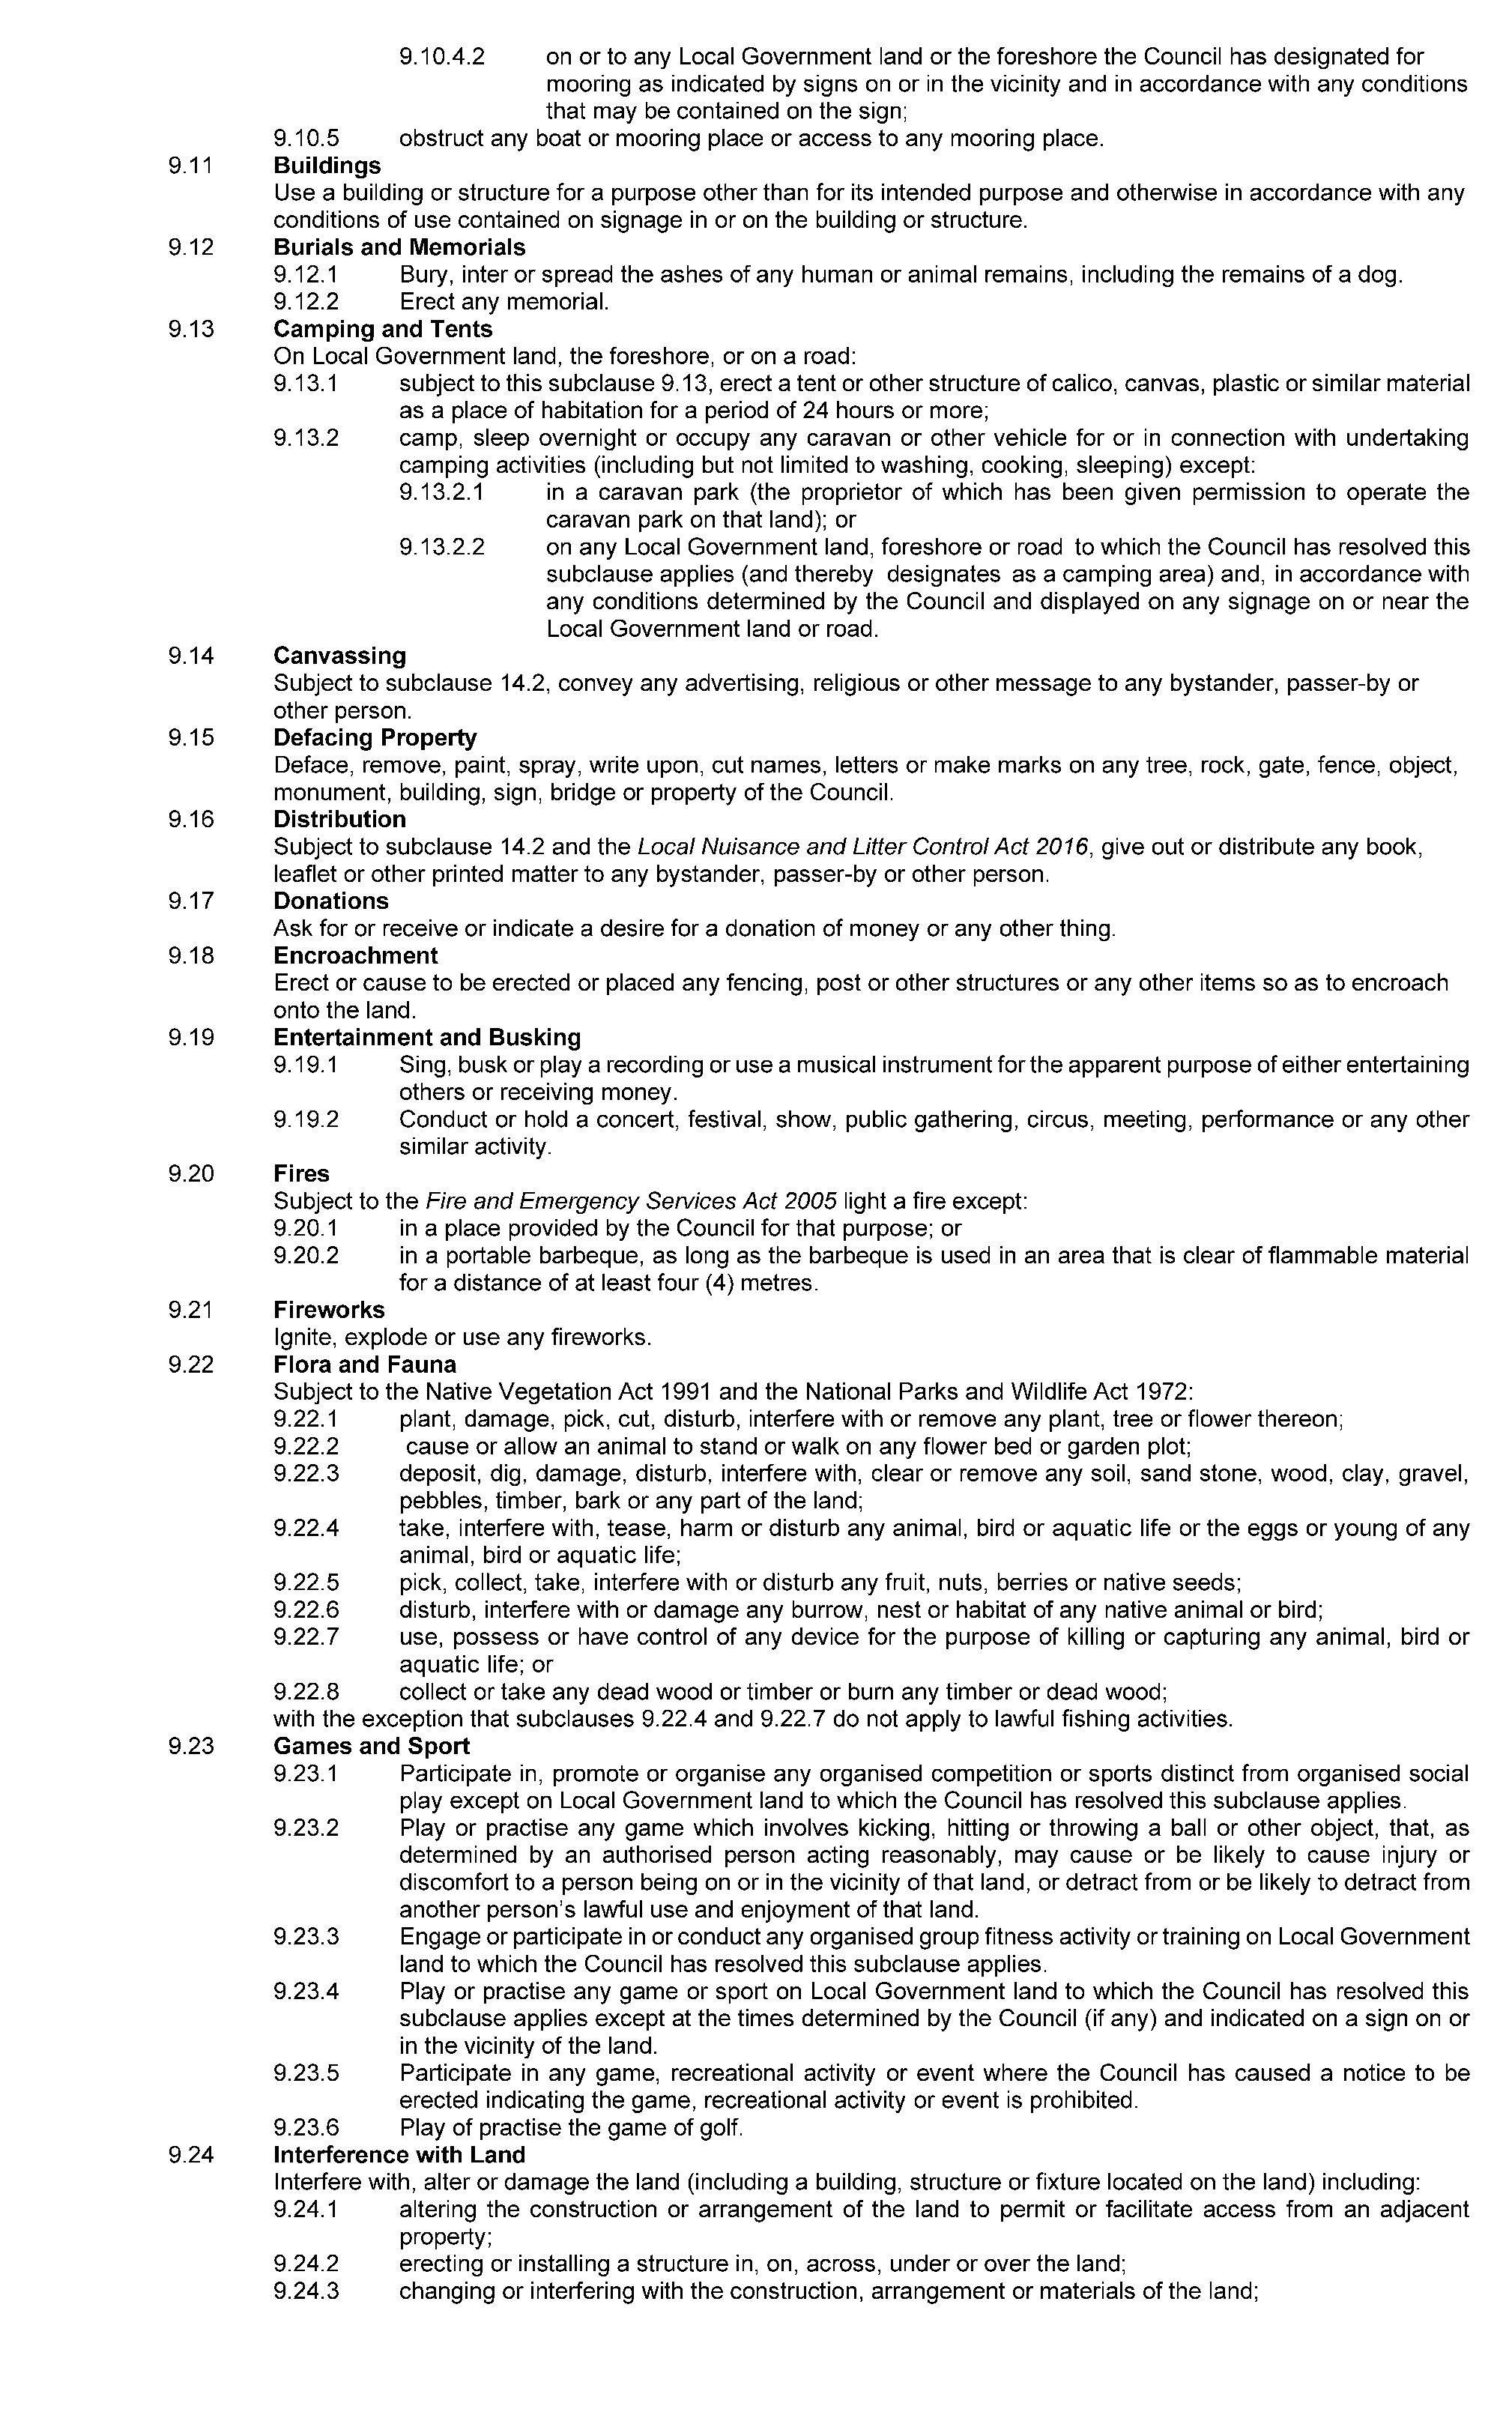 9.10.4.2 on or to any Local Government land or the foreshore the Council has designated for
mooring as indicated by signs on or in the vicinity and in accordance with any conditions
that may be contained on the sign;
9.10.5 obstruct any boat or mooring place or access to any mooring place.
9.11 Buildings
Use a building or structure for a purpose other than for its intended purpose and otherwise in accordance with any
conditions of use contained on signage in or on the building or structure.
9.12 Burials and Memorials
9.12.1 Bury, inter or spread the ashes of any human or animal remains, including the remains of a dog.
9.12.2 Erect any memorial.
9.13 Camping and Tents
On Local Government land, the foreshore, or on a road:
9.13.1 subject to this subclause 9.13, erect a tent or other structure of calico, canvas, plastic or similar material
as a place of habitation for a period of 24 hours or more;
9.13.2 camp, sleep overnight or occupy any caravan or other vehicle for or in connection with undertaking
camping activities (including but not limited to washing, cooking, sleeping) except:
9.13.2.1 in a caravan park (the proprietor of which has been given permission to operate the
caravan park on that land); or
9.13.2.2 on any Local Government land, foreshore or road to which the Council has resolved this
subclause applies (and thereby designates as a camping area) and, in accordance with
any conditions determined by the Council and displayed on any signage on or near the
Local Government land or road.
9.14 Canvassing
Subject to subclause 14.2, convey any advertising, religious or other message to any bystander, passer-by or
other person.
9.15 Defacing Property
Deface, remove, paint, spray, write upon, cut names, letters or make marks on any tree, rock, gate, fence, object,
monument, building, sign, bridge or property of the Council.
9.16 Distribution
Subject to subclause 14.2 and the Local Nuisance and Litter Control Act 2016, give out or distribute any book,
leaflet or other printed matter to any bystander, passer-by or other person.
9.17 Donations
Ask for or receive or indicate a desire for a donation of money or any other thing.
9.18 Encroachment
Erect or cause to be erected or placed any fencing, post or other structures or any other items so as to encroach
onto the land.
9.19 Entertainment and Busking
9.19.1 Sing, busk or play a recording or use a musical instrument for the apparent purpose of either entertaining
others or receiving money.
9.19.2 Conduct or hold a concert, festival, show, public gathering, circus, meeting, performance or any other
similar activity.
9.20 Fires
Subject to the Fire and Emergency Services Act 2005 light a fire except:
9.20.1 in a place provided by the Council for that purpose; or
9.20.2 in a portable barbeque, as long as the barbeque is used in an area that is clear of flammable material
for a distance of at least four (4) metres.
9.21 Fireworks
Ignite, explode or use any fireworks.
9.22 Flora and Fauna
Subject to the Native Vegetation Act 1991 and the National Parks and Wildlife Act 1972:
9.22.1 plant, damage, pick, cut, disturb, interfere with or remove any plant, tree or flower thereon;
9.22.2 cause or allow an animal to stand or walk on any flower bed or garden plot;
9.22.3 deposit, dig, damage, disturb, interfere with, clear or remove any soil, sand stone, wood, clay, gravel,
pebbles, timber, bark or any part of the land;
9.22.4 take, interfere with, tease, harm or disturb any animal, bird or aquatic life or the eggs or young of any
animal, bird or aquatic life;
9.22.5 pick, collect, take, interfere with or disturb any fruit, nuts, berries or native seeds;
9.22.6 disturb, interfere with or damage any burrow, nest or habitat of any native animal or bird;
9.22.7 use, possess or have control of any device for the purpose of killing or capturing any animal, bird or
aquatic life; or
9.22.8 collect or take any dead wood or timber or burn any timber or dead wood;
with the exception that subclauses 9.22.4 and 9.22.7 do not apply to lawful fishing activities.
9.23 Games and Sport
9.23.1 Participate in, promote or organise any organised competition or sports distinct from organised social
play except on Local Government land to which the Council has resolved this subclause applies.
9.23.2 Play or practise any game which involves kicking, hitting or throwing a ball or other object, that, as
determined by an authorised person acting reasonably, may cause or be likely to cause injury or
discomfort to a person being on or in the vicinity of that land, or detract from or be likely to detract from
another person's lawful use and enjoyment of that land.
9.23.3 Engage or participate in or conduct any organised group fitness activity or training on Local Government
land to which the Council has resolved this subclause applies.
9.23.4 Play or practise any game or sport on Local Government land to which the Council has resolved this
subclause applies except at the times determined by the Council (if any) and indicated on a sign on or
in the vicinity of the land.
9.23.5 Participate in any game, recreational activity or event where the Council has caused a notice to be
erected indicating the game, recreational activity or event is prohibited.
9.23.6 Play of practise the game of golf.
9.24 Interference with Land
Interfere with, alter or damage the land (including a building, structure or fixture located on the land) including:
9.24.1 altering the construction or arrangement of the land to permit or facilitate access from an adjacent
property;
9.24.2 erecting or installing a structure in, on, across, under or over the land;
9.24.3 changing or interfering with the construction, arrangement or materials of the land;